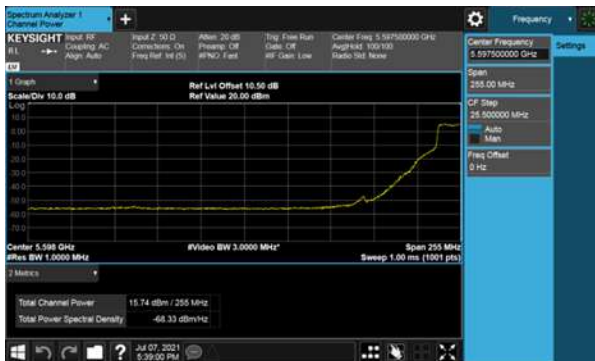 Spectrum Analyzer 1
Channel Power
Frequency
KEYSIGHT
Input: RF
Coupling: AC
Align: Auto
Input Z: 50 Ω
Corrections: On
Freq Ref: Int (S)
Atten: 20 dB
Preamp: Off
#PNO: Fast
Trig: Free Run
Gate: Off
#IF Gain: Low
Center Freq: 5.597500000 GHz
Avg|Hold: 100/100
Radio Std: None
Center Frequency
5.597500000 GHz
Settings
Span
255.00 MHz
CF Step
25.500000 MHz
Auto
Man
Freq Offset
0 Hz
1 Graph
Scale/Div 10.0 dB
Ref Lvl Offset 10.50 dB
Ref Value 20.00 dBm
Log
10.0
0.00
-10.0
-20.0
-30.0
-40.0
-50.0
-60.0
-70.0
Center 5.598 GHz
#Res BW 1.0000 MHz
#Video BW 3.0000 MHz*
Span 255 MHz
Sweep 1.00 ms (1001 pts)
2 Metrics
Total Channel Power 15.74 dBm / 255 MHz
Total Power Spectral Density -68.33 dBm/Hz
?
Jul 07, 2021
5:39:00 PM